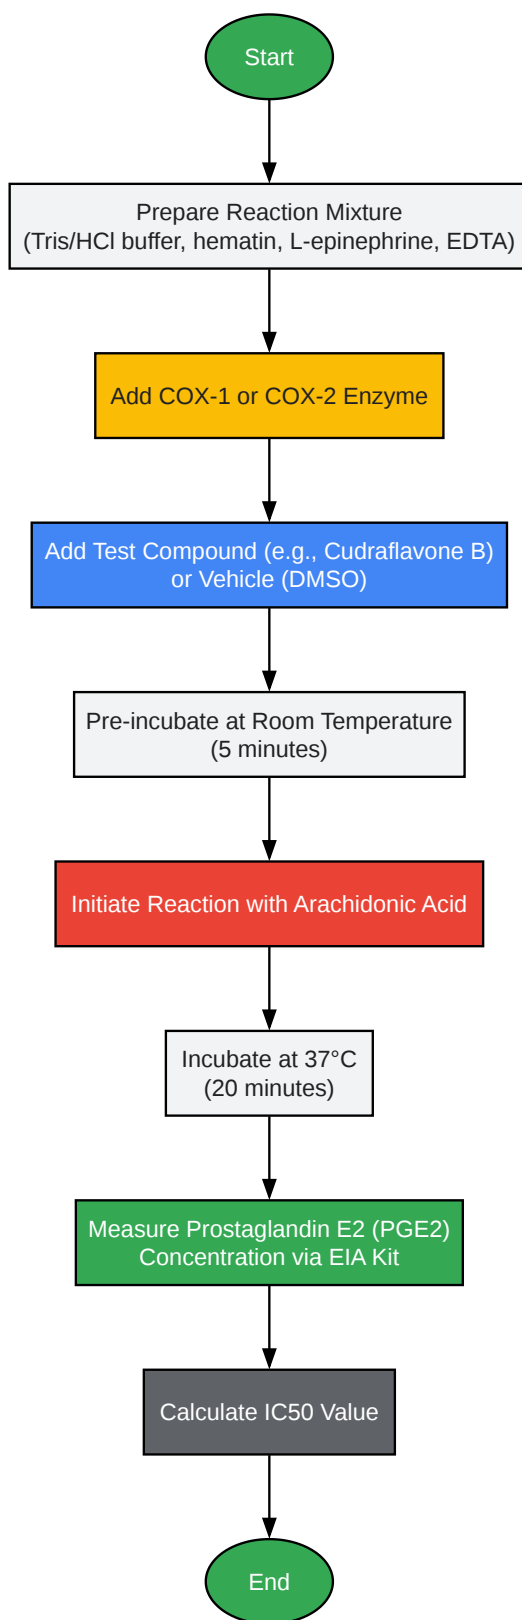 Start
Prepare Reaction Mixture
(Tris/HCl buffer, hematin, L-epinephrine, EDTA)
Add COX-1 or COX-2 Enzyme
Add Test Compound (e.g., Cudraflavone B)
or Vehicle (DMSO)
Pre-incubate at Room Temperature
(5 minutes)
Initiate Reaction with Arachidonic Acid
Incubate at 37°C
(20 minutes)
Measure Prostaglandin E2 (PGE2)
Concentration via EIA Kit
Calculate IC50 Value
End